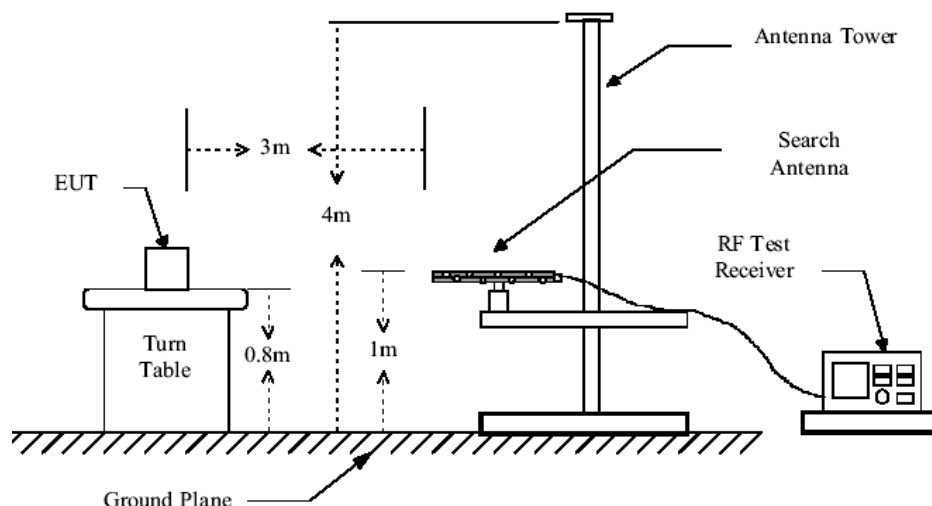 Antenna Tower
3m
Search
Antenna
EUT
4m
RF Test
Receiver
Turn
Table
0.8m
1m
Ground Plane